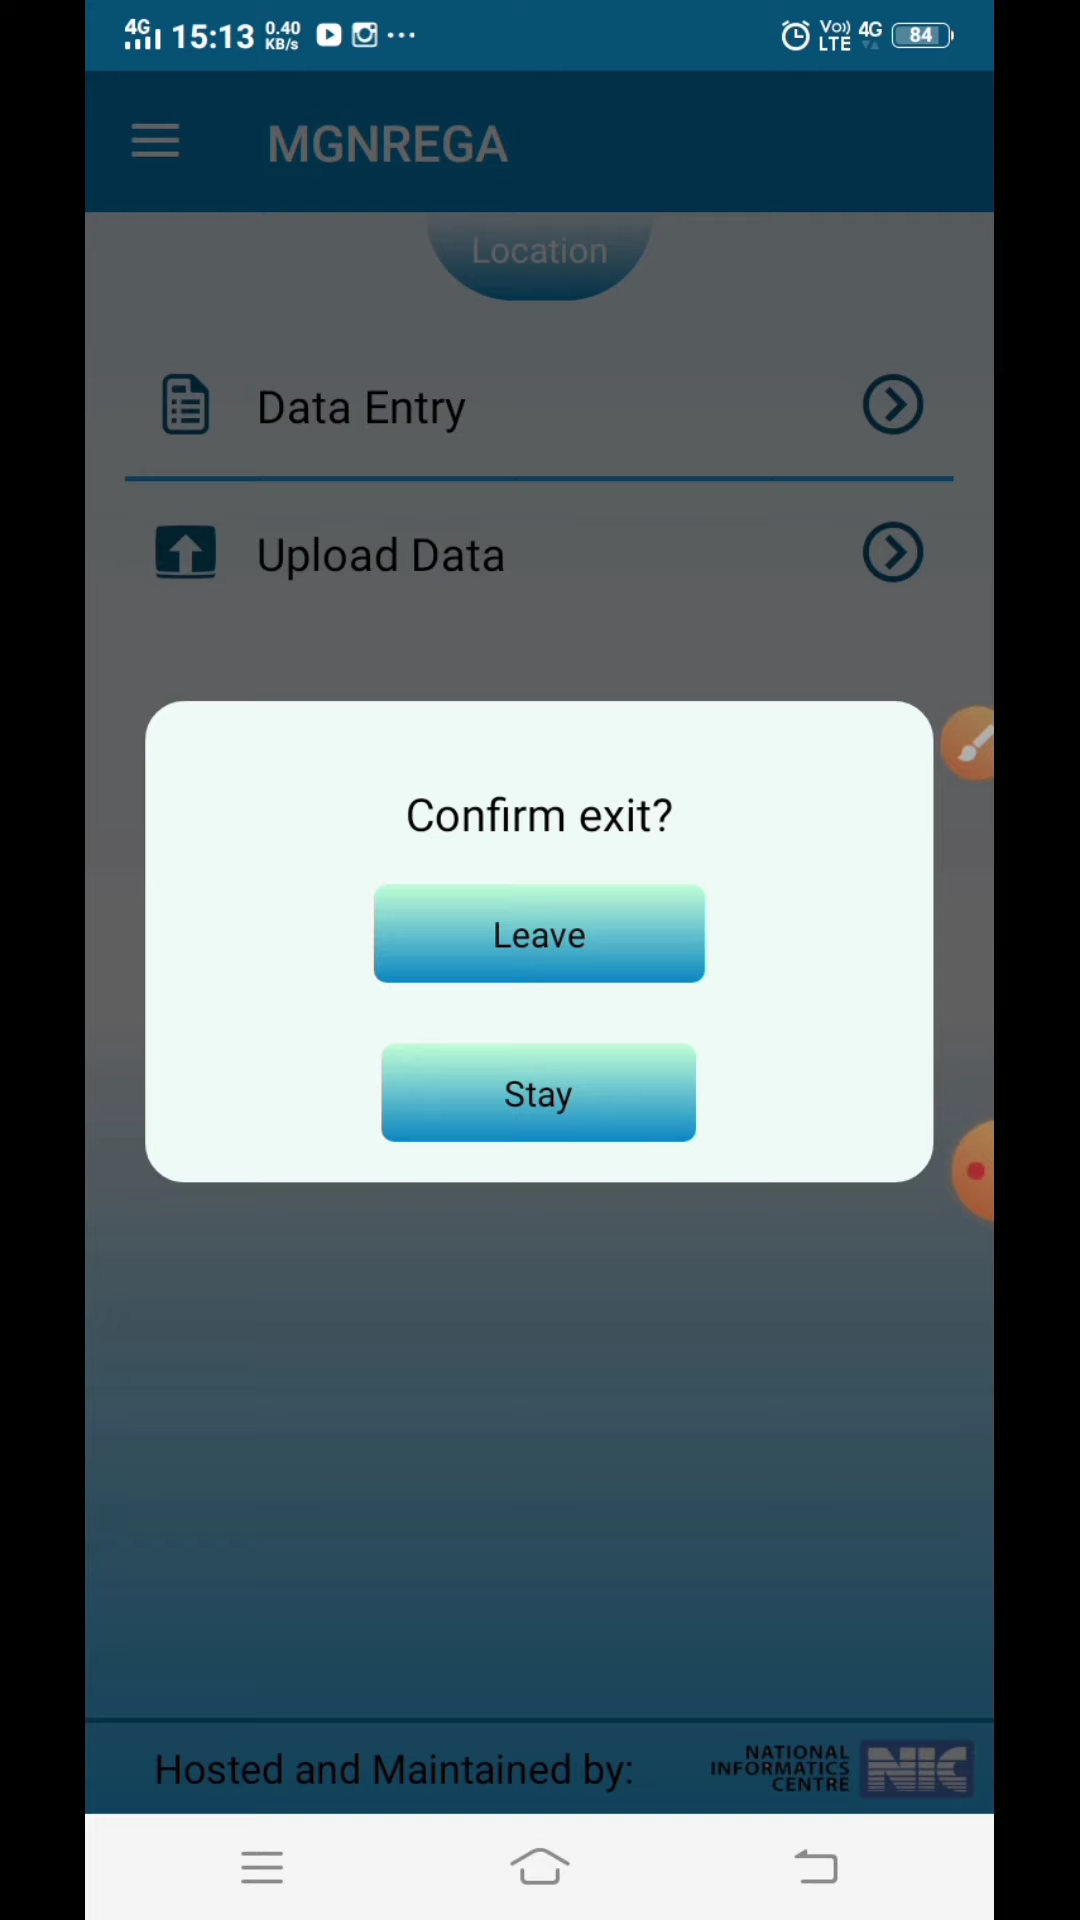 4G 15:13 0.40 KB/s Vo)) LTE 4G 84
MGNREGA
Location
Data Entry
Upload Data
Confirm exit?
Leave
Stay
Hosted and Maintained by:
NATIONAL
INFORMATICS
CENTRE
NIC